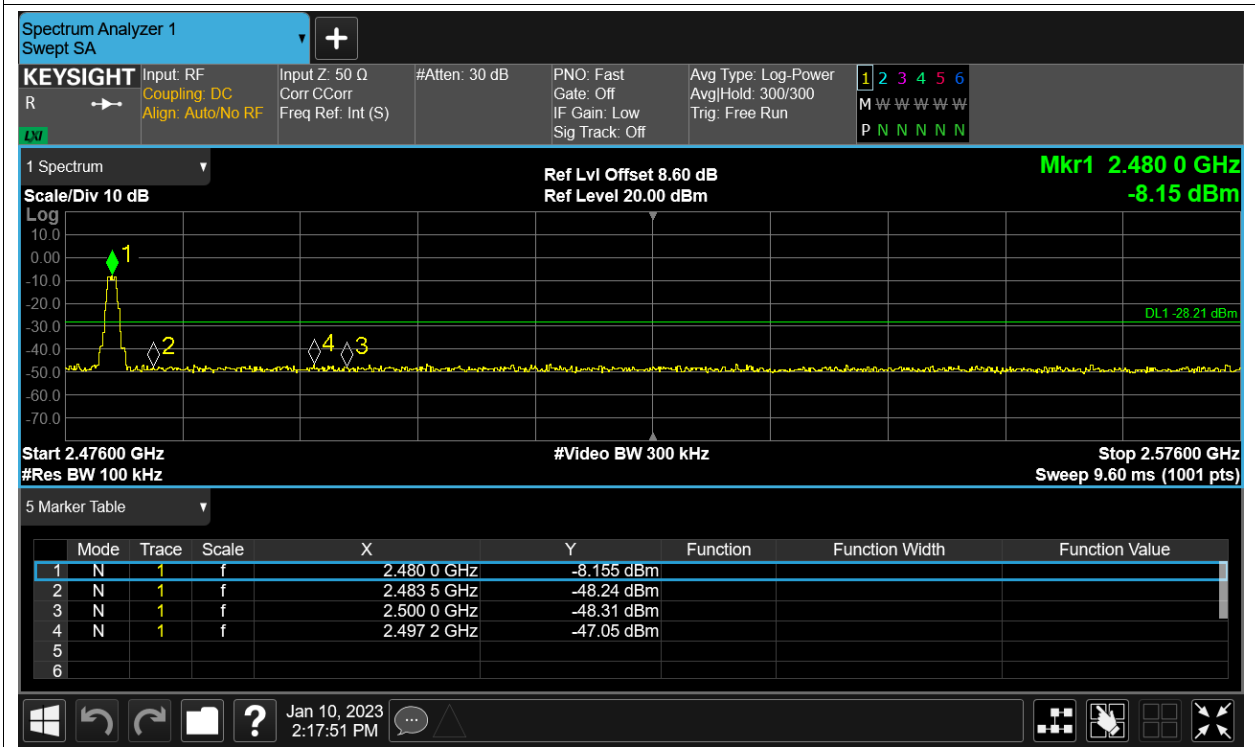 Spectrum Analyzer 1
Swept SA
KEYSIGHT Input: RF Input Z: 50 Ω #Atten: 30 dB PNO: Fast Avg Type: Log-Power 1 2 3 4 5 6
R Coupling: DC Corr CCorr Gate: Off Avg|Hold: 300/300 M W W W W W
Align: Auto/No RF Freq Ref: Int (S) IF Gain: Low Trig: Free Run
LXI Sig Track: Off P N N N N N
1 Spectrum Ref Lvl Offset 8.60 dB Mkr1 2.480 0 GHz
Scale/Div 10 dB Ref Level 20.00 dBm -8.15 dBm
Log
10.0
0.00 1
-10.0
-20.0
DL1 -28.21 dBm
-30.0
-40.0 2 4 3
-50.0
-60.0
-70.0
Start 2.47600 GHz #Video BW 300 kHz Stop 2.57600 GHz
#Res BW 100 kHz Sweep 9.60 ms (1001 pts)
5 Marker Table
Mode Trace Scale X Y Function Function Width Function Value
1 N 1 f 2.480 0 GHz -8.155 dBm
2 N 1 f 2.483 5 GHz -48.24 dBm
3 N 1 f 2.500 0 GHz -48.31 dBm
4 N 1 f 2.497 2 GHz -47.05 dBm
5
6
? Jan 10, 2023
2:17:51 PM